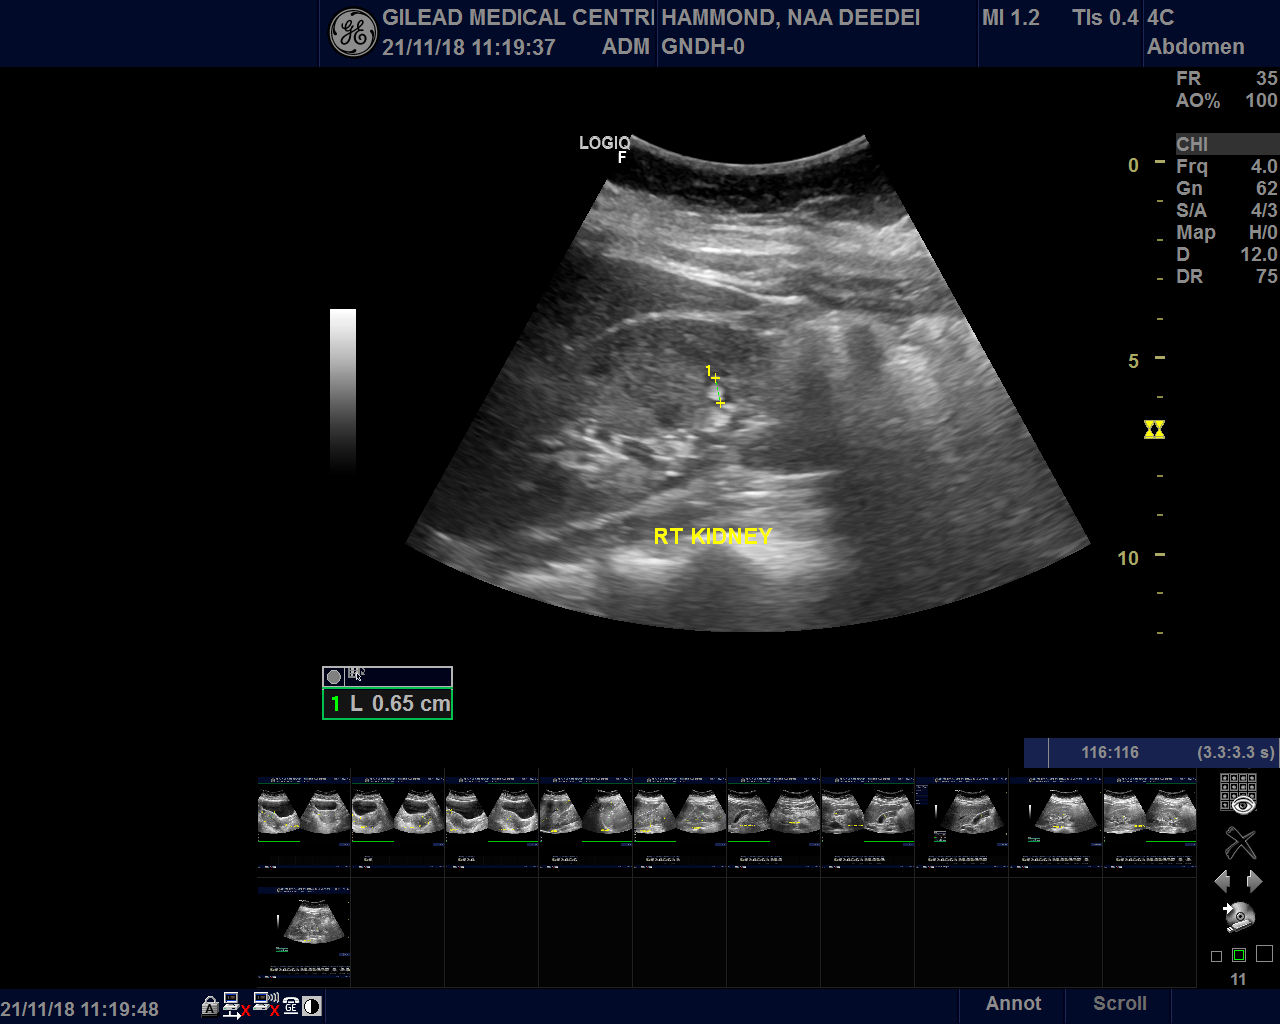 GILEAD MEDICAL CENTR
HAMMOND, NAA DEEDEI
MI 1.2 TIs 0.4
4C
21/11/18 11:19:37 ADM
GNDH-0
Abdomen
FR 35
AO% 100
CHI
Frq 4.0
Gn 62
S/A 4/3
Map H/0
D 12.0
DR 75
LOGIQ
F
0
5
10
1
RT KIDNEY
1 L 0.65 cm
116:116 (3.3:3.3 s)
11
21/11/18 11:19:48
A
GE
Annot
Scroll